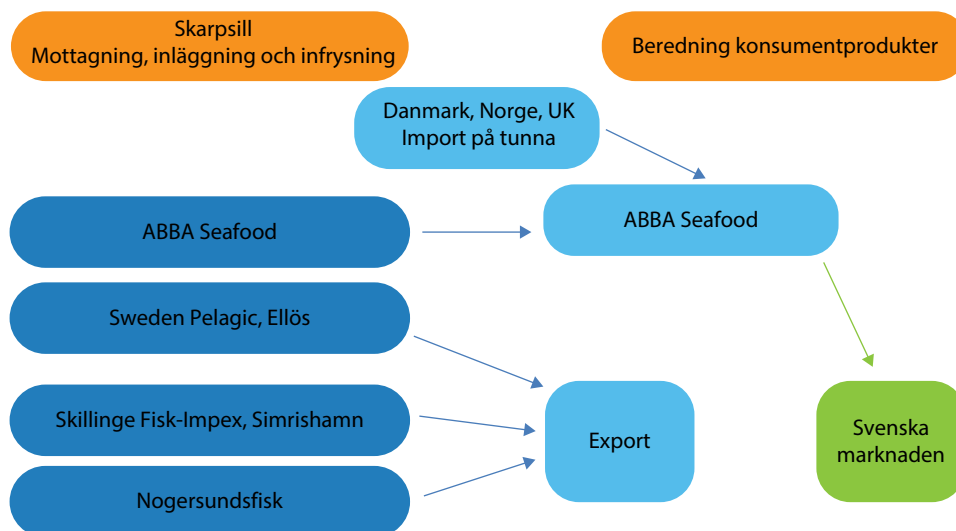 Skarpsill
Mottagning, inläggning och infrysning
Beredning konsumentprodukter
Danmark, Norge, UK
Import på tunna
ABBA Seafood
ABBA Seafood
Sweden Pelagic, Ellös
Skillinge Fisk-Impex, Simrishamn
Export
Svenska
marknaden
Nogersundsfisk